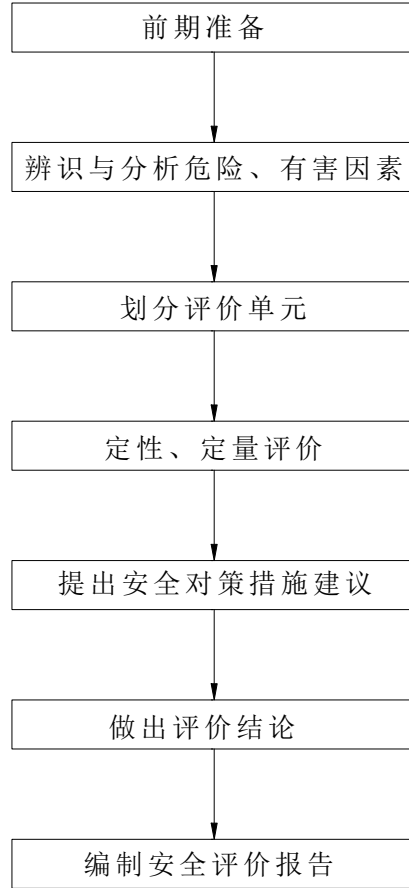 前期准备
辨识与分析危险、有害因素
划分评价单元
定性、定量评价
提出安全对策措施建议
做出评价结论
编制安全评价报告